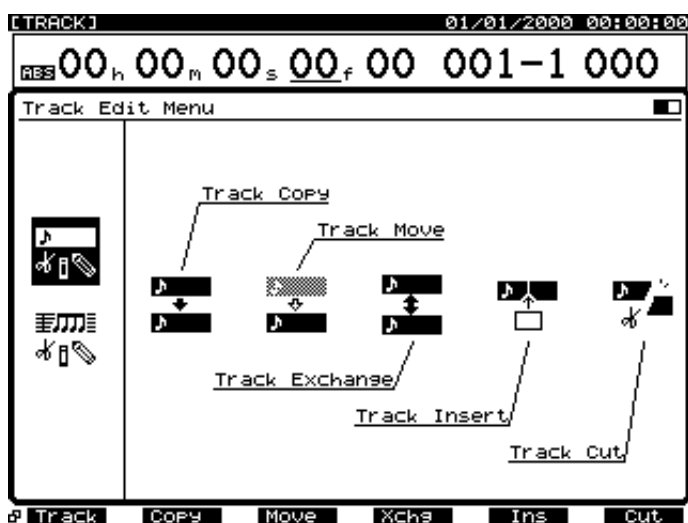 [TRACK] 01/01/2000 00:00:00
ABS 00h 00m 00s 00f 00 001-1 000
Track Edit Menu
Track Copy
Track Move
Track Exchange
Track Insert
Track Cut
Track Copy Move Xchg Ins Cut